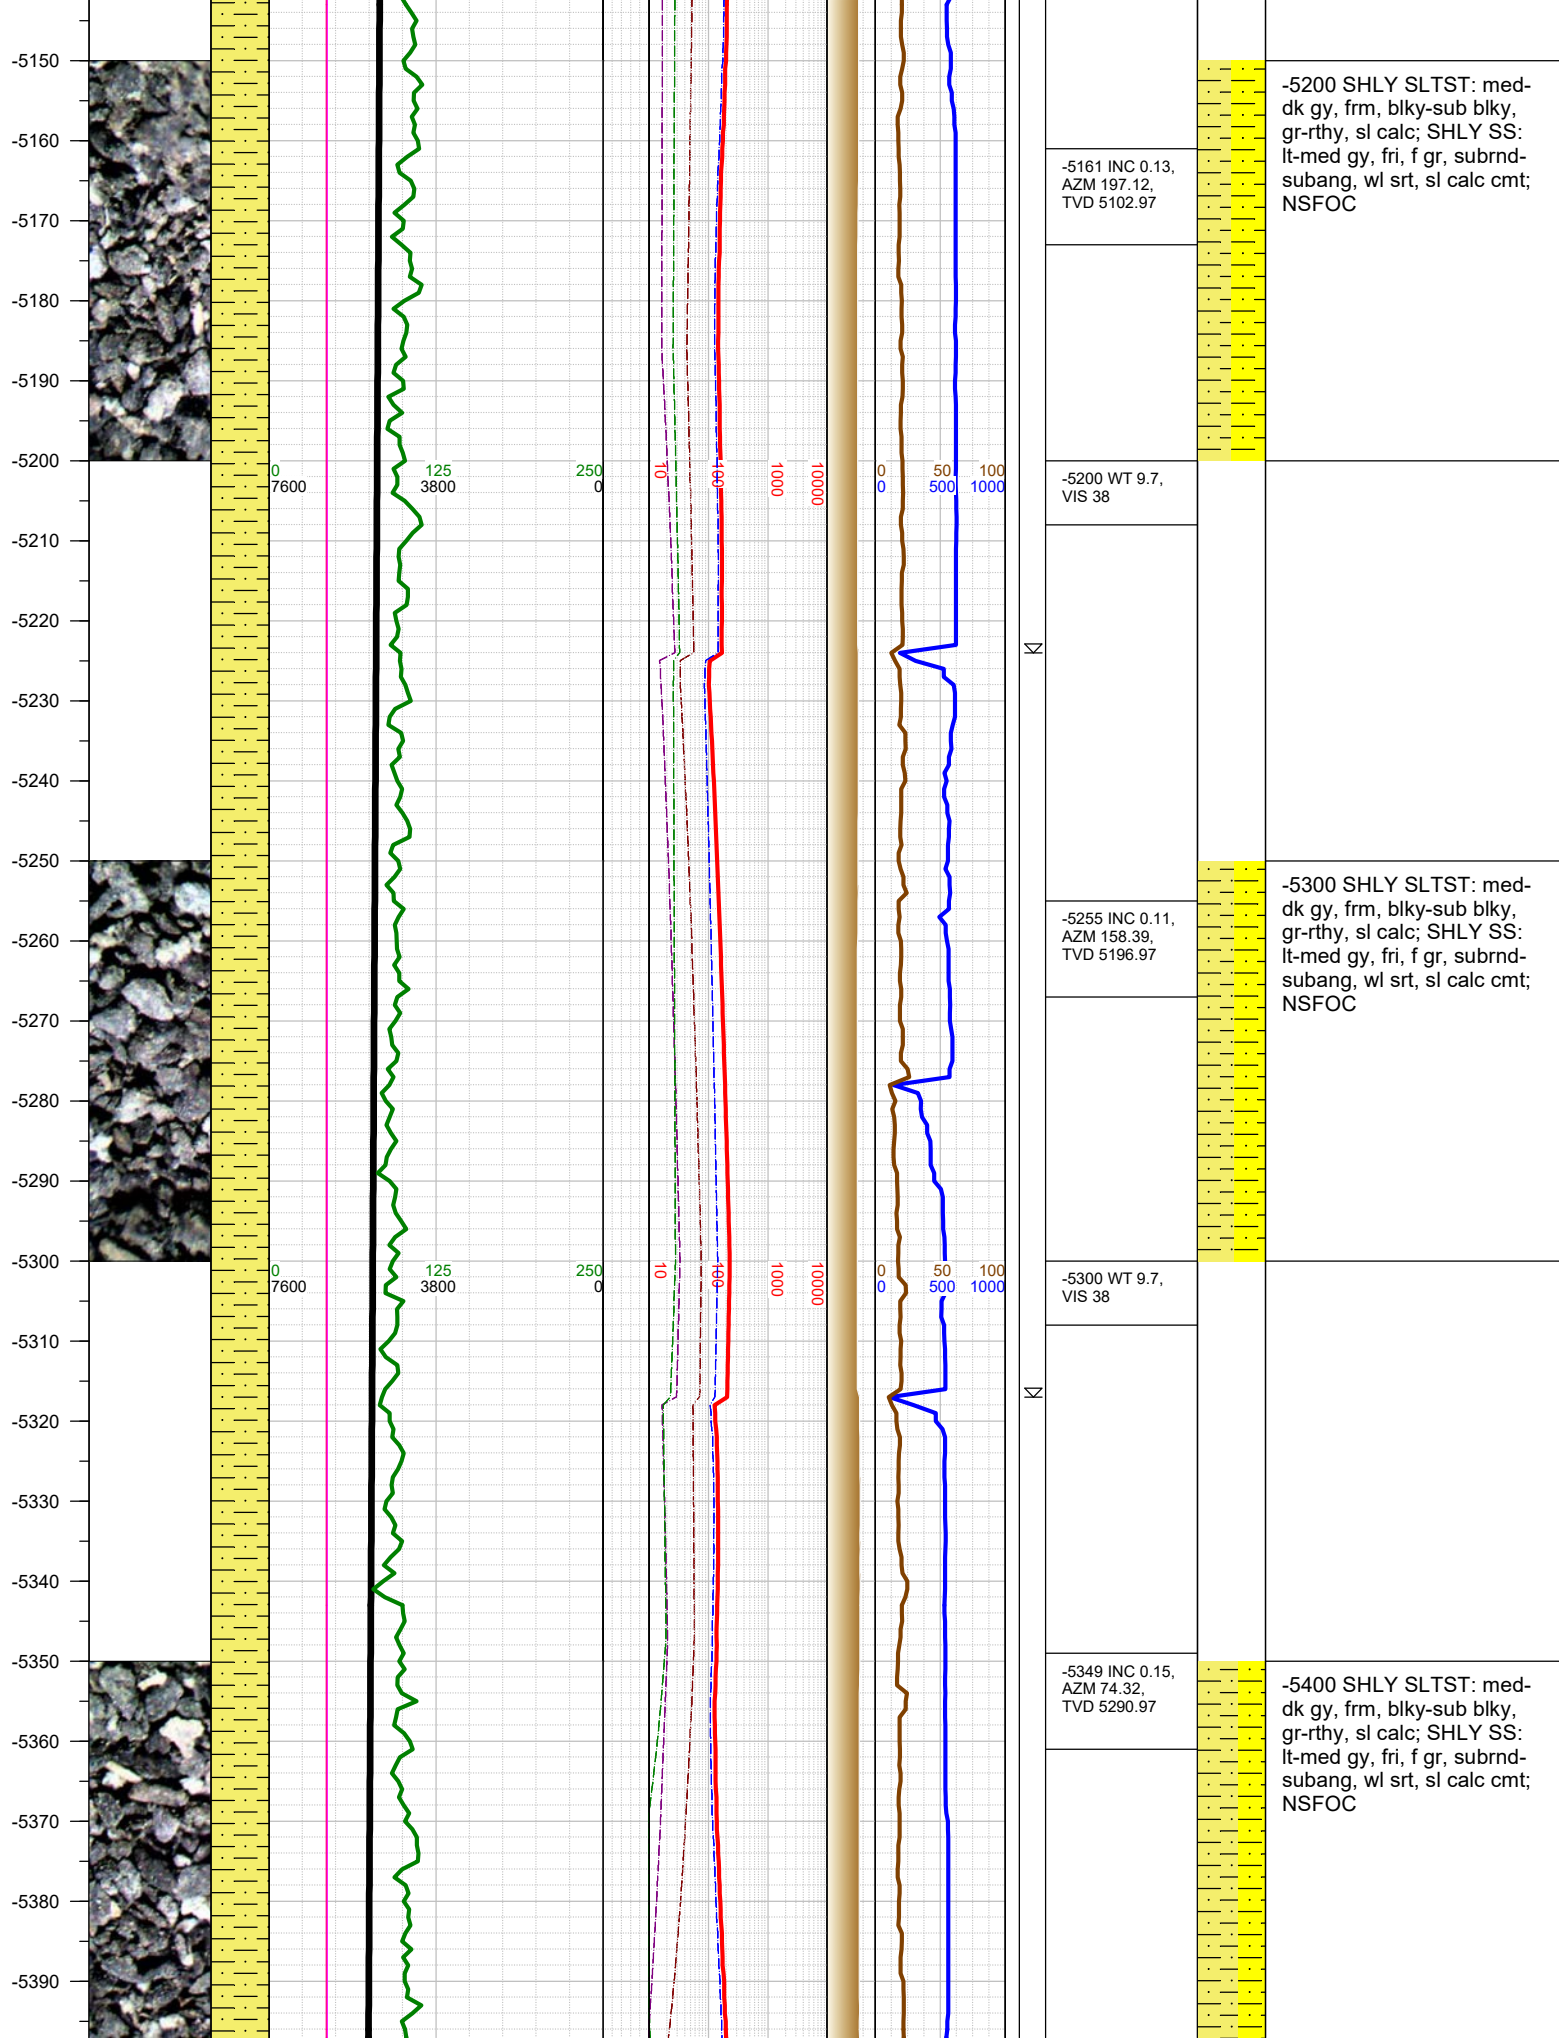 -5150
-5160
-5170
-5180
-5190
-5200
-5210
-5220
-5230
-5240
-5250
-5260
-5270
-5280
-5290
-5300
-5310
-5320
-5330
-5340
-5350
-5360
-5370
-5380
-5390
0 125 250
7600 3800 0
10 100 1000 10000
0 50 100
0 500 1000
0 125 250
7600 3800 0
10 100 1000 10000
0 50 100
0 500 1000
-5161 INC 0.13,
AZM 197.12,
TVD 5102.97
-5200 WT 9.7,
VIS 38
-5255 INC 0.11,
AZM 158.39,
TVD 5196.97
-5300 WT 9.7,
VIS 38
-5349 INC 0.15,
AZM 74.32,
TVD 5290.97
-5200 SHLY SLTST: med-
dk gy, frm, blky-sub blky,
gr-rthy, sl calc; SHLY SS:
lt-med gy, fri, f gr, subrnd-
subang, wl srt, sl calc cmt;
NSFOC
-5300 SHLY SLTST: med-
dk gy, frm, blky-sub blky,
gr-rthy, sl calc; SHLY SS:
lt-med gy, fri, f gr, subrnd-
subang, wl srt, sl calc cmt;
NSFOC
-5400 SHLY SLTST: med-
dk gy, frm, blky-sub blky,
gr-rthy, sl calc; SHLY SS:
lt-med gy, fri, f gr, subrnd-
subang, wl srt, sl calc cmt;
NSFOC